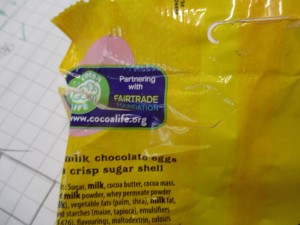 cocoa
LIFE
Partnering
with
FAIRTRADE
FOUNDATION
www.cocoalife.org
milk chocolate eggs
crisp sugar shell
Sugar, milk, cocoa butter, cocoa mass,
milk powder, whey permeate powder
vegetable fats (palm, shea), milk fat,
starches (maize, tapioca), emulsifiers
flavourings, maltodextrin, colours